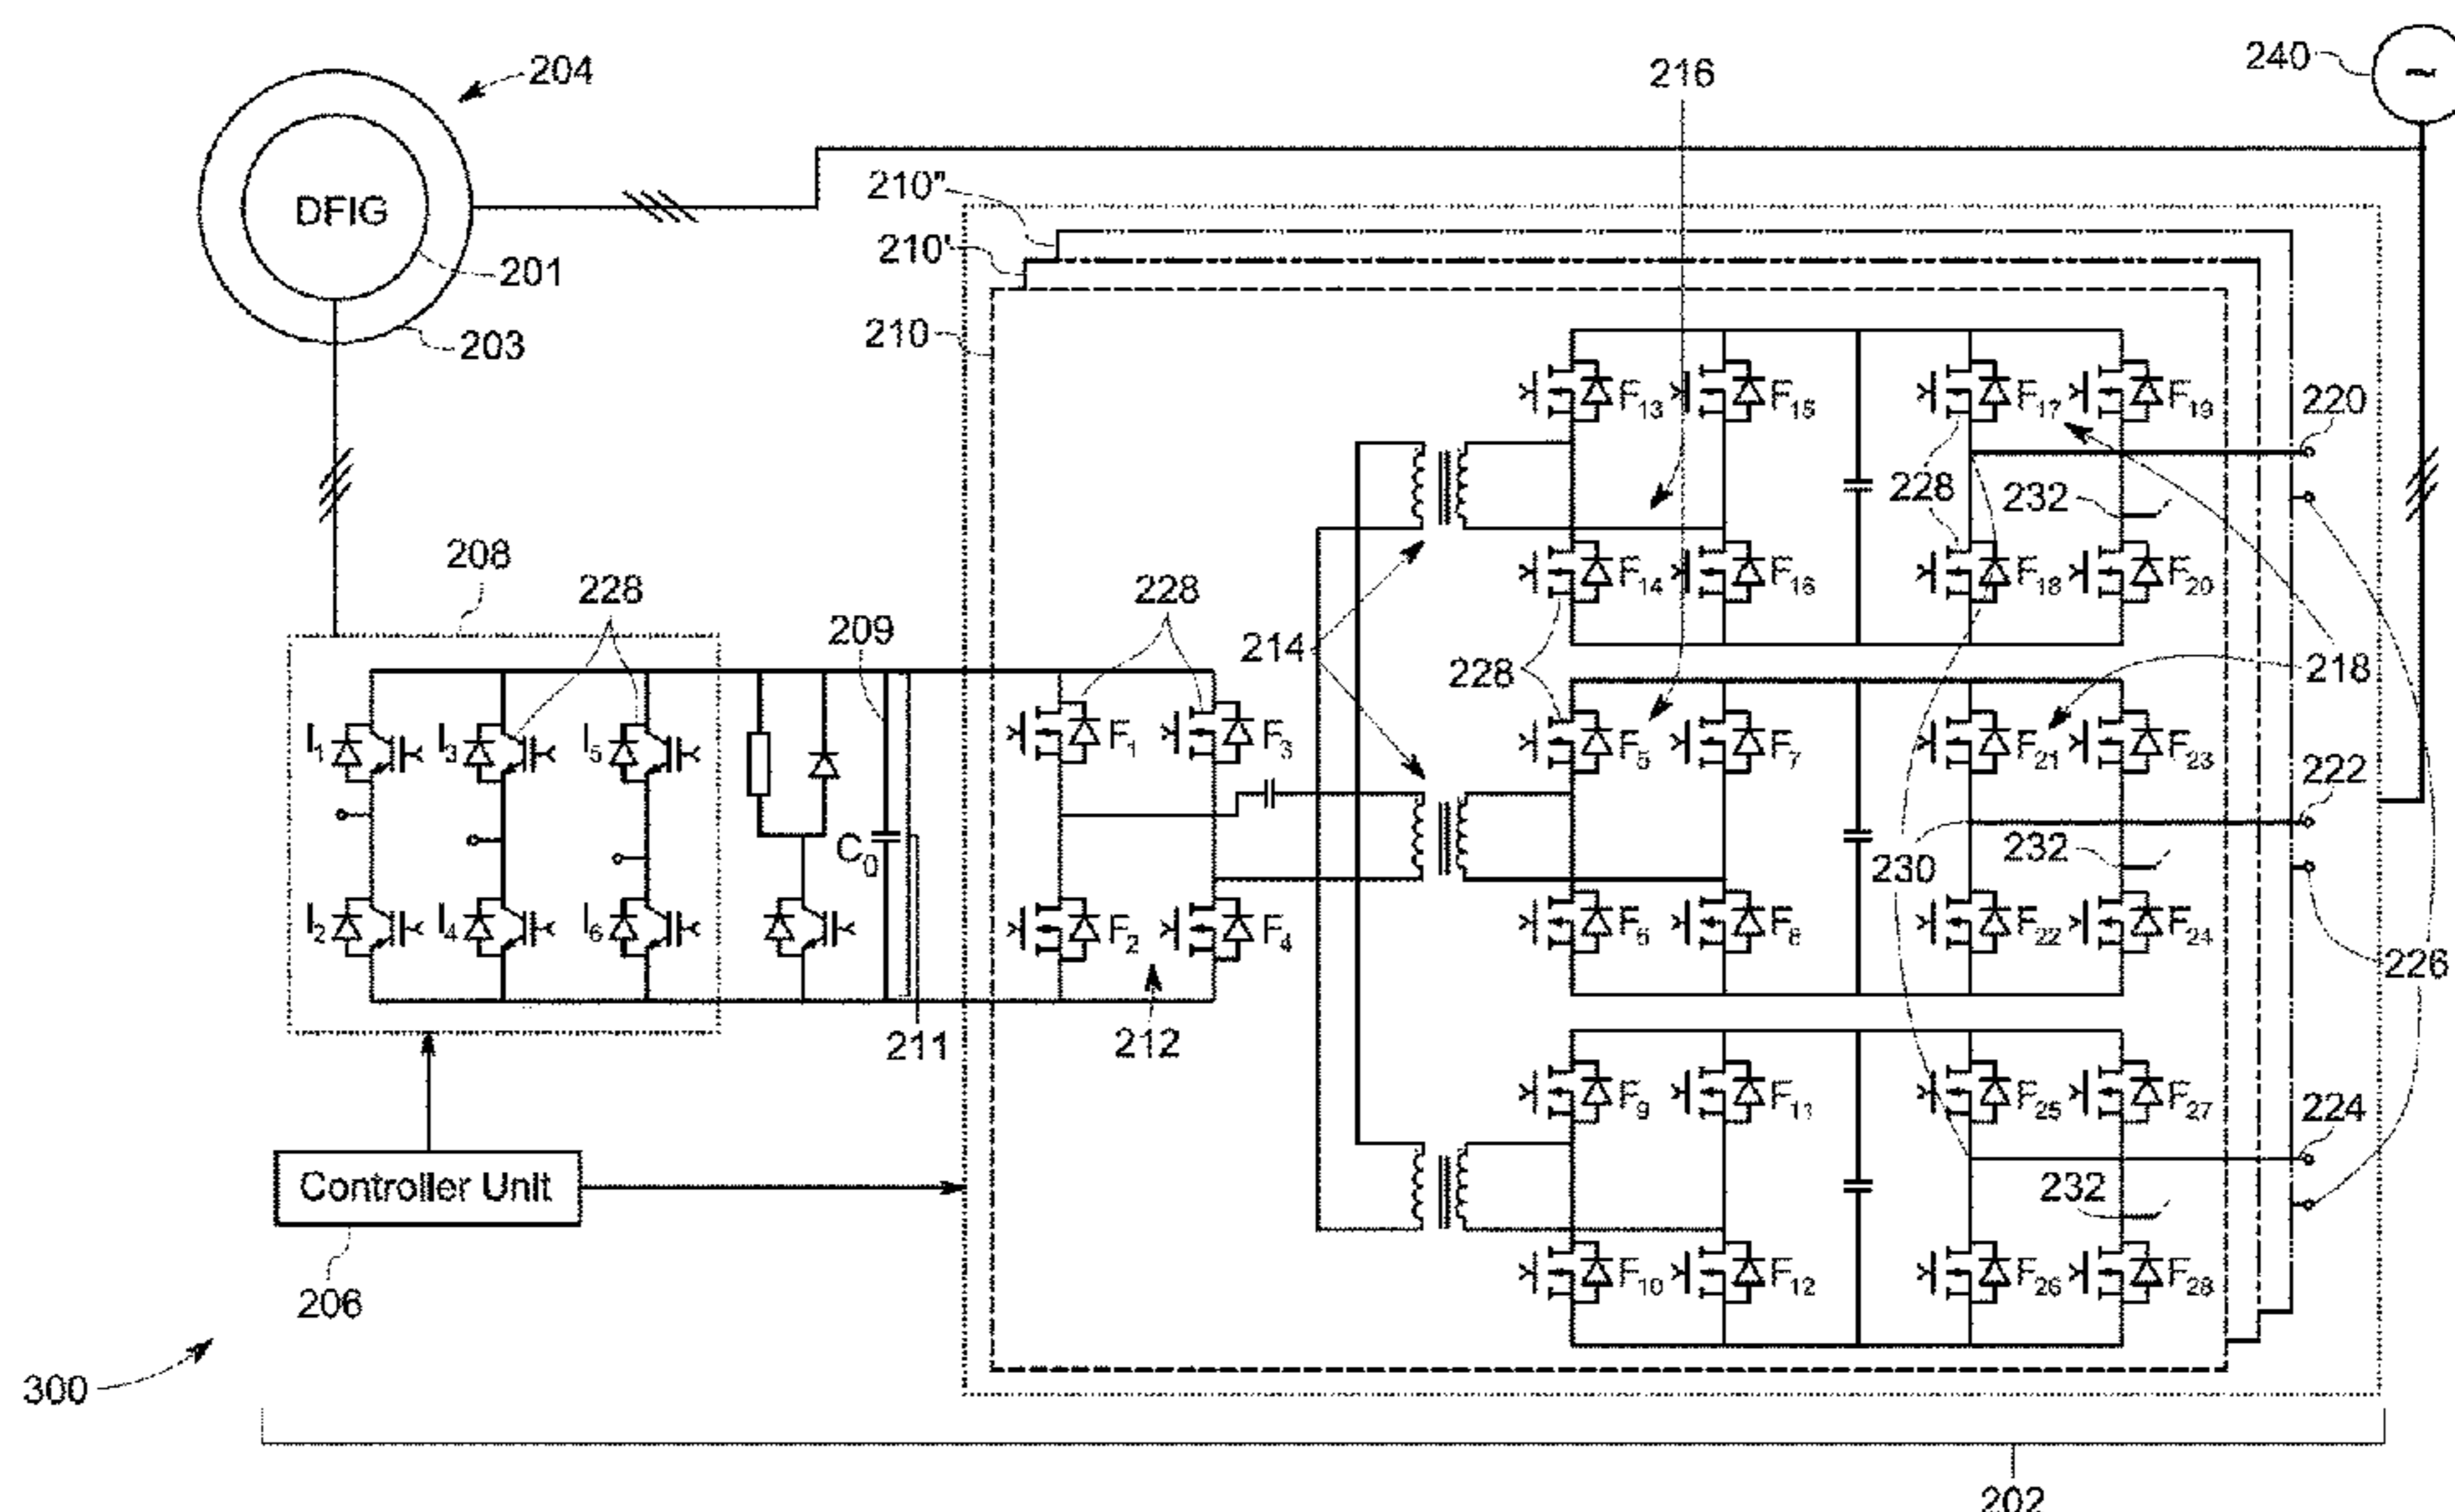 240
~
204
216
DFIG
210"
210'
201
203
210
F13
F15
F17
F19
220
228
232
208
228
209
228
F14
F16
F18
F20
214
228
218
I1
I3
I5
F1
F3
F5
F7
F21
F23
222
C0
230
232
I2
I4
I6
F2
F4
F6
F8
F22
F24
226
211
212
F9
F11
F25
F27
224
Controller Unit
232
206
F10
F12
F26
F28
300
202